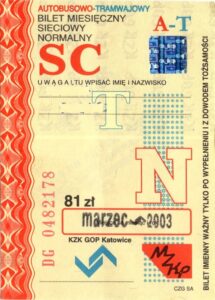 AUTOBUSOWO-TRAMWAJOWY
BILET MIESIĘCZNY
SIECIOWY
NORMALNY
A-T
SC
UWAGA! TU WPISAĆ IMIĘ I NAZWISKO
-T
N
81 zł
marzec 2003
KZK GOP Katowice
MZKP
CZG SA
DG 0482178
BILET IMIENNY WAŻNY TYLKO PO WYPEŁNIENIU I Z DOWODEM TOŻSAMOŚCI